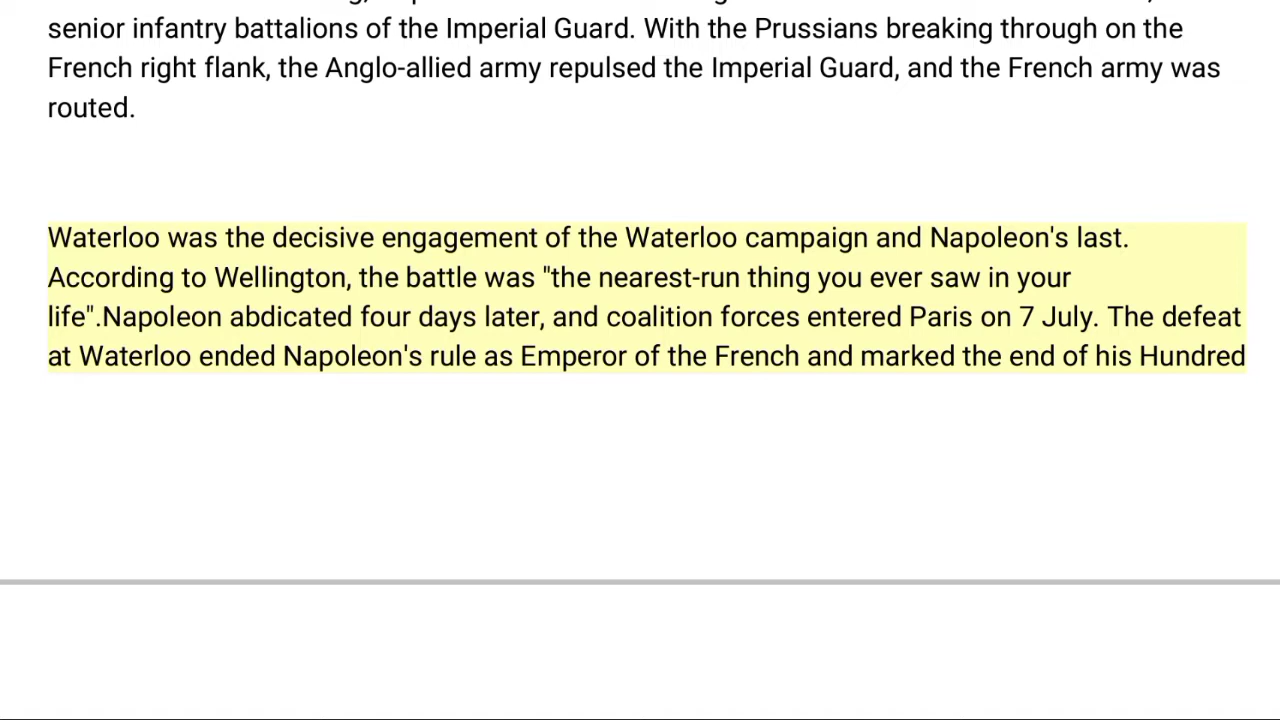 senior infantry battalions of the Imperial Guard. With the Prussians breaking through on the
French right flank, the Anglo-allied army repulsed the Imperial Guard, and the French army was
routed.
Waterloo was the decisive engagement of the Waterloo campaign and Napoleon's last.
According to Wellington, the battle was "the nearest-run thing you ever saw in your
life".Napoleon abdicated four days later, and coalition forces entered Paris on 7 July. The defeat
at Waterloo ended Napoleon's rule as Emperor of the French and marked the end of his Hundred